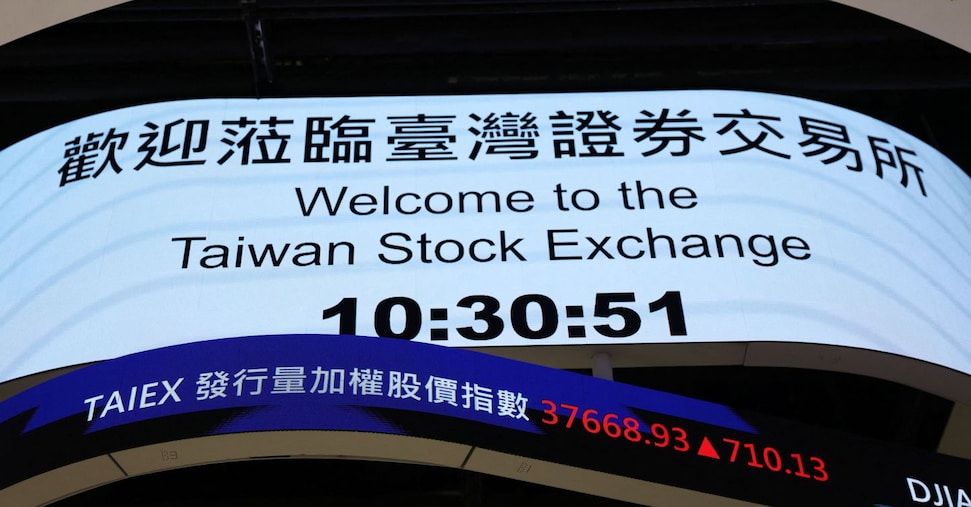 歡迎蒞臨臺灣證券交易所
Welcome to the
Taiwan Stock Exchange
10:30:51
TAIEX 發行量加權股價指數 37668.93▲710.13